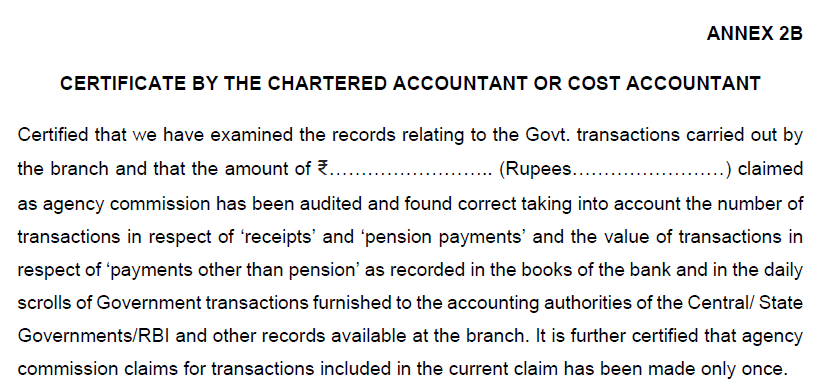 ANNEX 2B
CERTIFICATE BY THE CHARTERED ACCOUNTANT OR COST ACCOUNTANT
Certified that we have examined the records relating to the Govt. transactions carried out by
the branch and that the amount of ₹.......................... (Rupees........................) claimed
as agency commission has been audited and found correct taking into account the number of
transactions in respect of ‘receipts’ and ‘pension payments’ and the value of transactions in
respect of ‘payments other than pension’ as recorded in the books of the bank and in the daily
scrolls of Government transactions furnished to the accounting authorities of the Central/ State
Governments/RBI and other records available at the branch. It is further certified that agency
commission claims for transactions included in the current claim has been made only once.